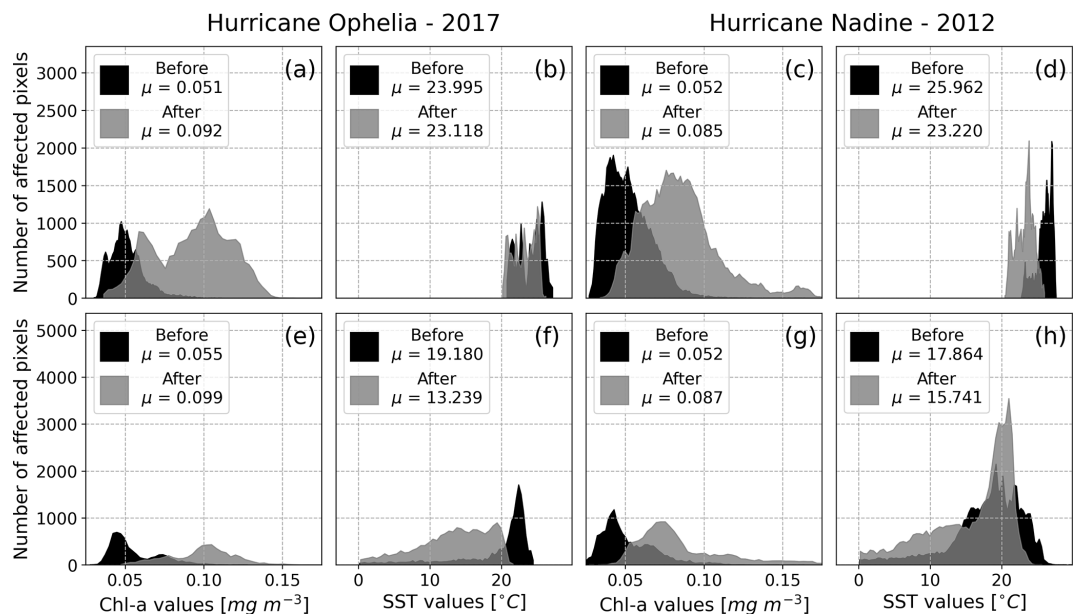 Hurricane Ophelia - 2017
Hurricane Nadine - 2012
Number of affected pixels
3000
2500
2000
1500
1000
500
0
Before
μ = 0.051
After
μ = 0.092
(a)
Before
μ = 23.995
After
μ = 23.118
(b)
Before
μ = 0.052
After
μ = 0.085
(c)
Before
μ = 25.962
After
μ = 23.220
(d)
Number of affected pixels
5000
4000
3000
2000
1000
0
Before
μ = 0.055
After
μ = 0.099
(e)
Before
μ = 19.180
After
μ = 13.239
(f)
Before
μ = 0.052
After
μ = 0.087
(g)
Before
μ = 17.864
After
μ = 15.741
(h)
0.05 0.10 0.15
0 10 20
0.05 0.10 0.15
0 10 20
Chl-a values [mg m⁻³]
SST values [°C]
Chl-a values [mg m⁻³]
SST values [°C]